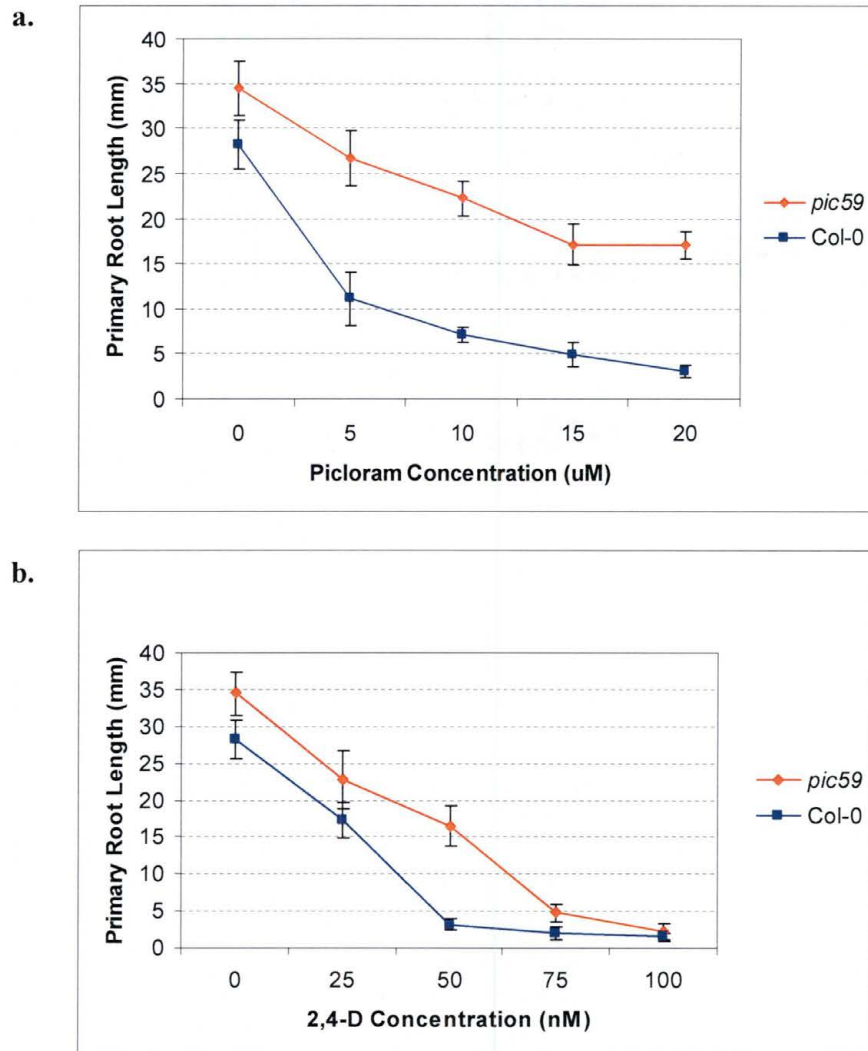 a.
40
35
30
25
20
15
10
5
0
Primary Root Length (mm)
0 5 10 15 20
Picloram Concentration (uM)
pic59
Col-0
b.
40
35
30
25
20
15
10
5
0
Primary Root Length (mm)
0 25 50 75 100
2,4-D Concentration (nM)
pic59
Col-0